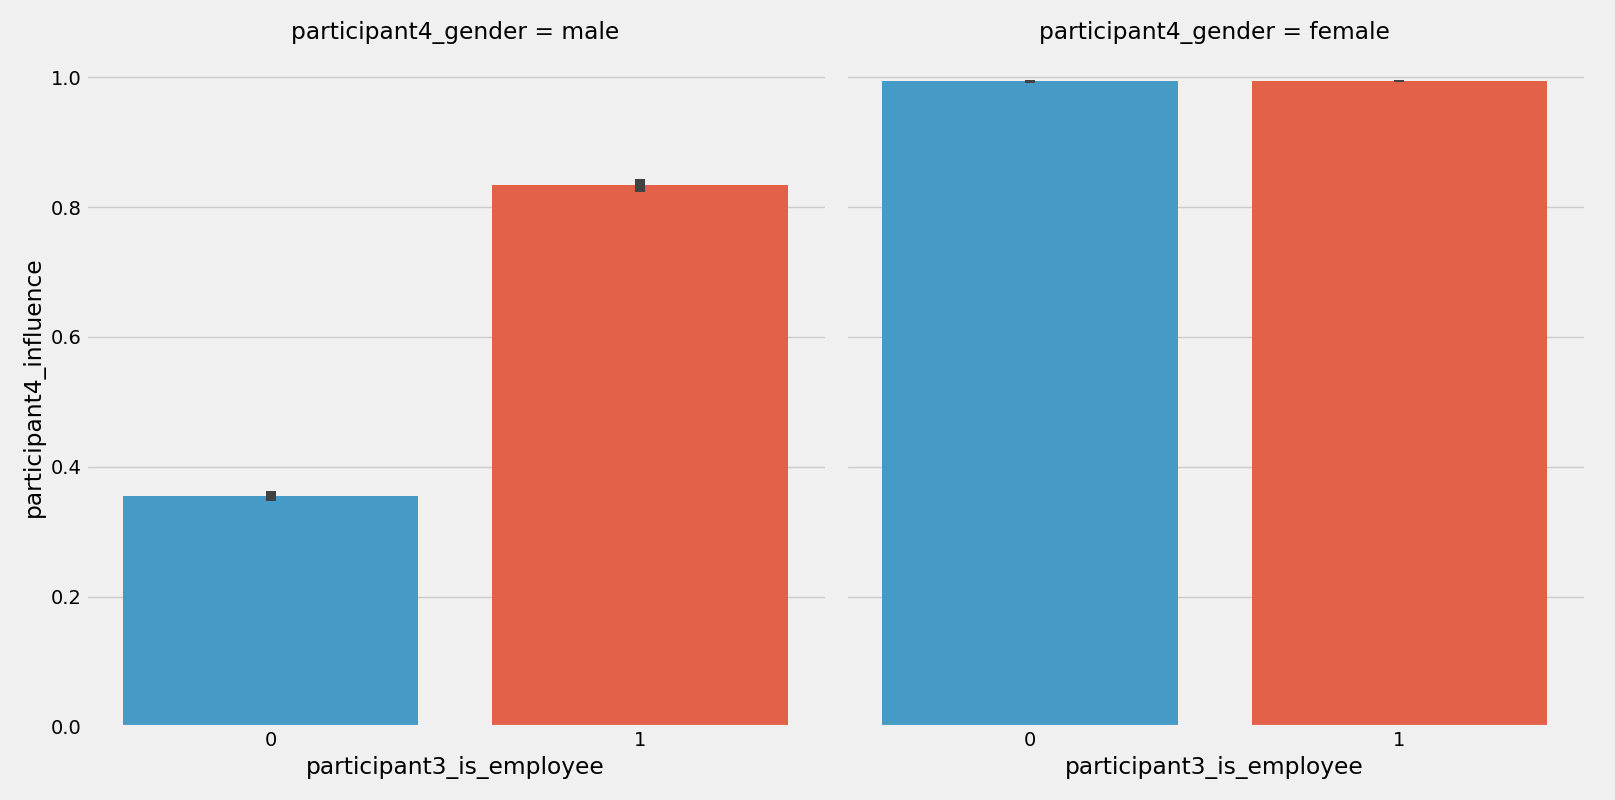 participant4_gender = male
participant4_gender = female
participant4_influence
1.0
0.8
0.6
0.4
0.2
0.0
0
1
0
1
participant3_is_employee
participant3_is_employee